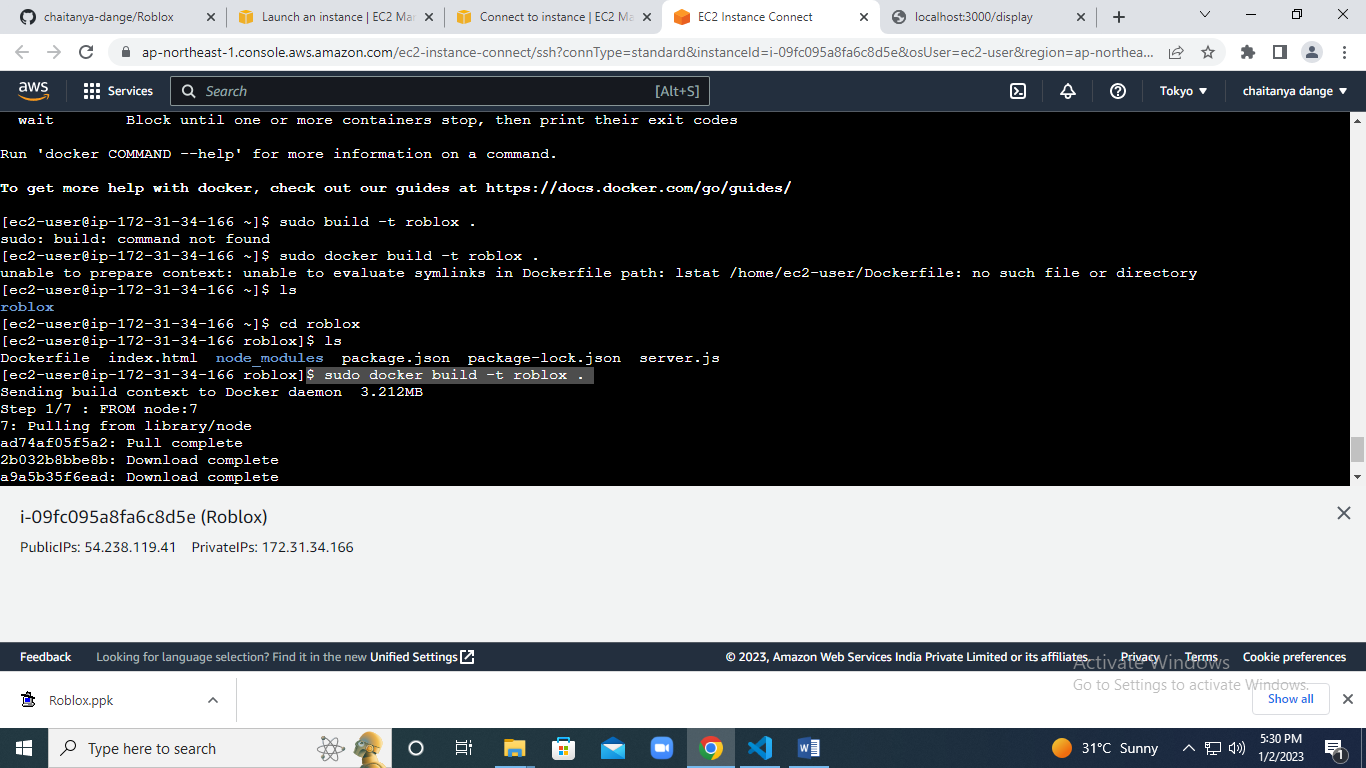 chaitanya-dange/Roblox
Launch an instance | EC2 Mar
Connect to instance | EC2 Ma
EC2 Instance Connect
localhost:3000/display
ap-northeast-1.console.aws.amazon.com/ec2-instance-connect/ssh?connType=standard&instanceId=i-09fc095a8fa6c8d5e&osUser=ec2-user&region=ap-northea...
aws
Services
Search
[Alt+S]
Tokyo
chaitanya dange
wait        Block until one or more containers stop, then print their exit codes
Run 'docker COMMAND --help' for more information on a command.
To get more help with docker, check out our guides at https://docs.docker.com/go/guides/
[ec2-user@ip-172-31-34-166 ~]$ sudo build -t roblox .
sudo: build: command not found
[ec2-user@ip-172-31-34-166 ~]$ sudo docker build -t roblox .
unable to prepare context: unable to evaluate symlinks in Dockerfile path: lstat /home/ec2-user/Dockerfile: no such file or directory
[ec2-user@ip-172-31-34-166 ~]$ ls
roblox
[ec2-user@ip-172-31-34-166 ~]$ cd roblox
[ec2-user@ip-172-31-34-166 roblox]$ ls
Dockerfile  index.html  node_modules  package.json  package-lock.json  server.js
[ec2-user@ip-172-31-34-166 roblox]$ sudo docker build -t roblox .
Sending build context to Docker daemon  3.212MB
Step 1/7 : FROM node:7
7: Pulling from library/node
ad74af05f5a2: Pull complete
2b032b8bbe8b: Download complete
a9a5b35f6ead: Download complete
i-09fc095a8fa6c8d5e (Roblox)
PublicIPs: 54.238.119.41    PrivateIPs: 172.31.34.166
Feedback
Looking for language selection? Find it in the new Unified Settings
© 2023, Amazon Web Services India Private Limited or its affiliates.
Privacy
Terms
Cookie preferences
Activate Windows
Go to Settings to activate Windows.
Roblox.ppk
Show all
Type here to search
31°C  Sunny
5:30 PM
1/2/2023
1